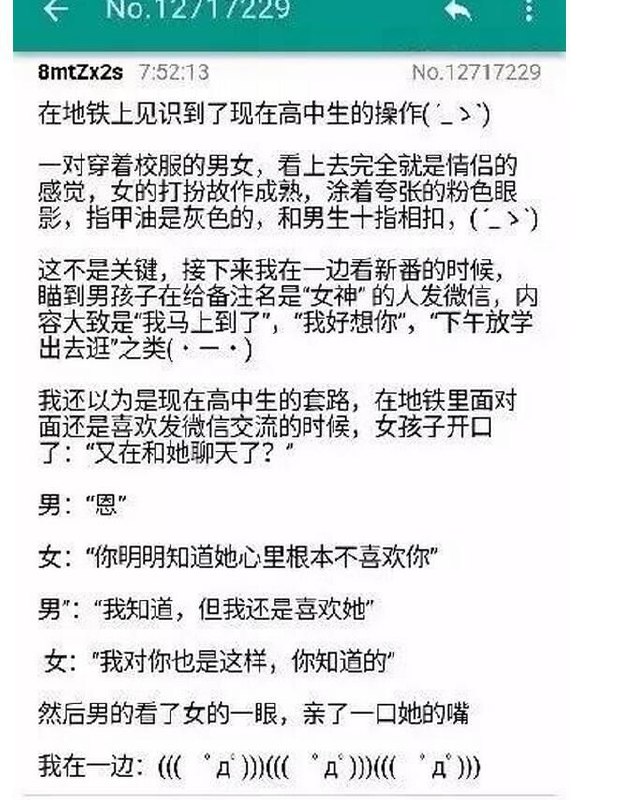 No.12717229
8mtZx2s 7:52:13 No.12717229
在地铁上见识到了现在高中生的操作(´_ゝ`)
一对穿着校服的男女，看上去完全就是情侣的
感觉，女的打扮故作成熟，涂着夸张的粉色眼
影，指甲油是灰色的，和男生十指相扣，(´_ゝ`)
这不是关键，接下来我在一边看新番的时候，
瞄到男孩子在给备注名是“女神” 的人发微信，内
容大致是“我马上到了”，“我好想你”，“下午放学
出去逛”之类(・ー・)
我还以为是现在高中生的套路，在地铁里面对
面还是喜欢发微信交流的时候，女孩子开口
了：“又在和她聊天了？”
男：“恩”
女：“你明明知道她心里根本不喜欢你”
男”：“我知道，但我还是喜欢她”
女：“我对你也是这样，你知道的”
然后男的看了女的一眼，亲了一口她的嘴
我在一边：(((　ﾟдﾟ)))(((　ﾟдﾟ)))(((　ﾟдﾟ)))